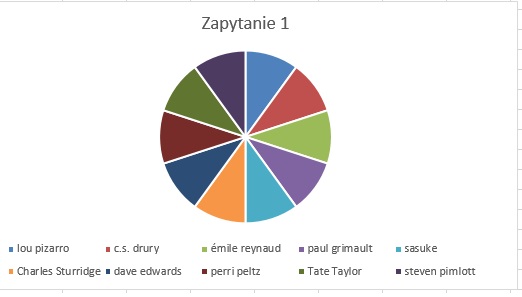 Zapytanie 1
lou pizarro c.s. drury émile reynaud paul grimault sasuke
Charles Sturridge dave edwards perri peltz Tate Taylor steven pimlott